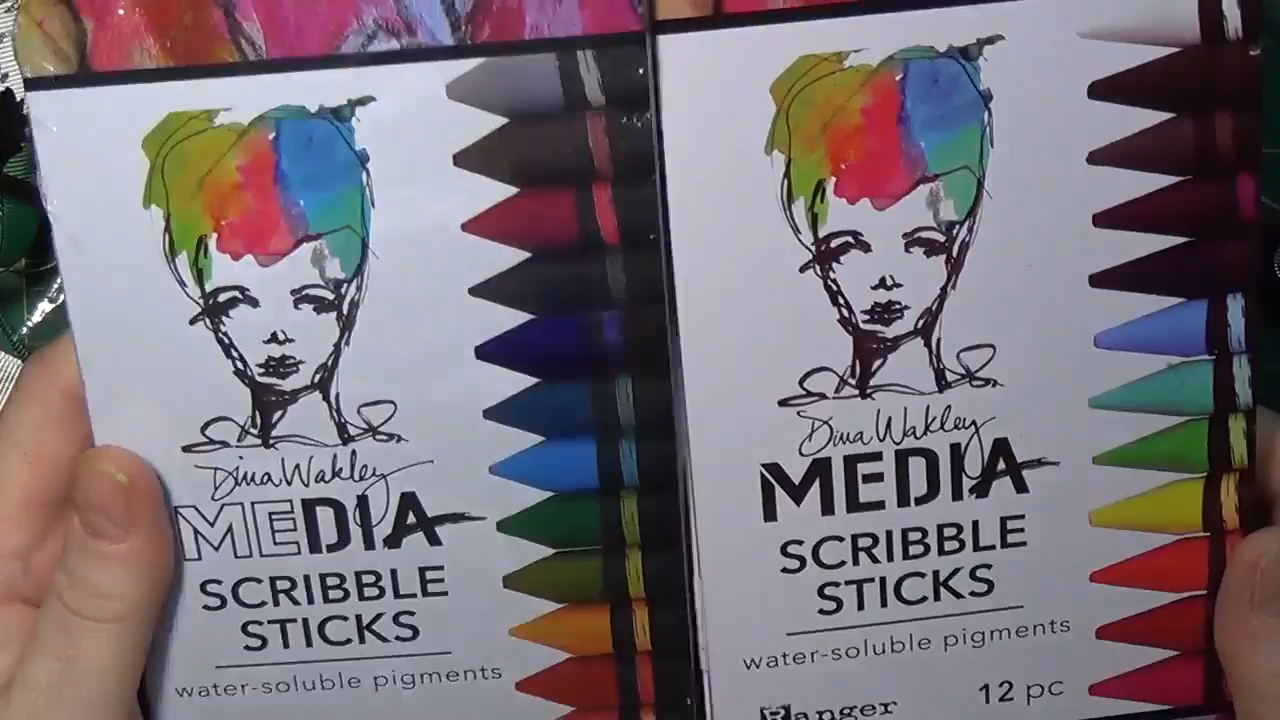 Dina Wakley
MEDIA
SCRIBBLE
STICKS
water-soluble pigments
Dina Wakley
MEDIA
SCRIBBLE
STICKS
water-soluble pigments
Ranger
12 pc